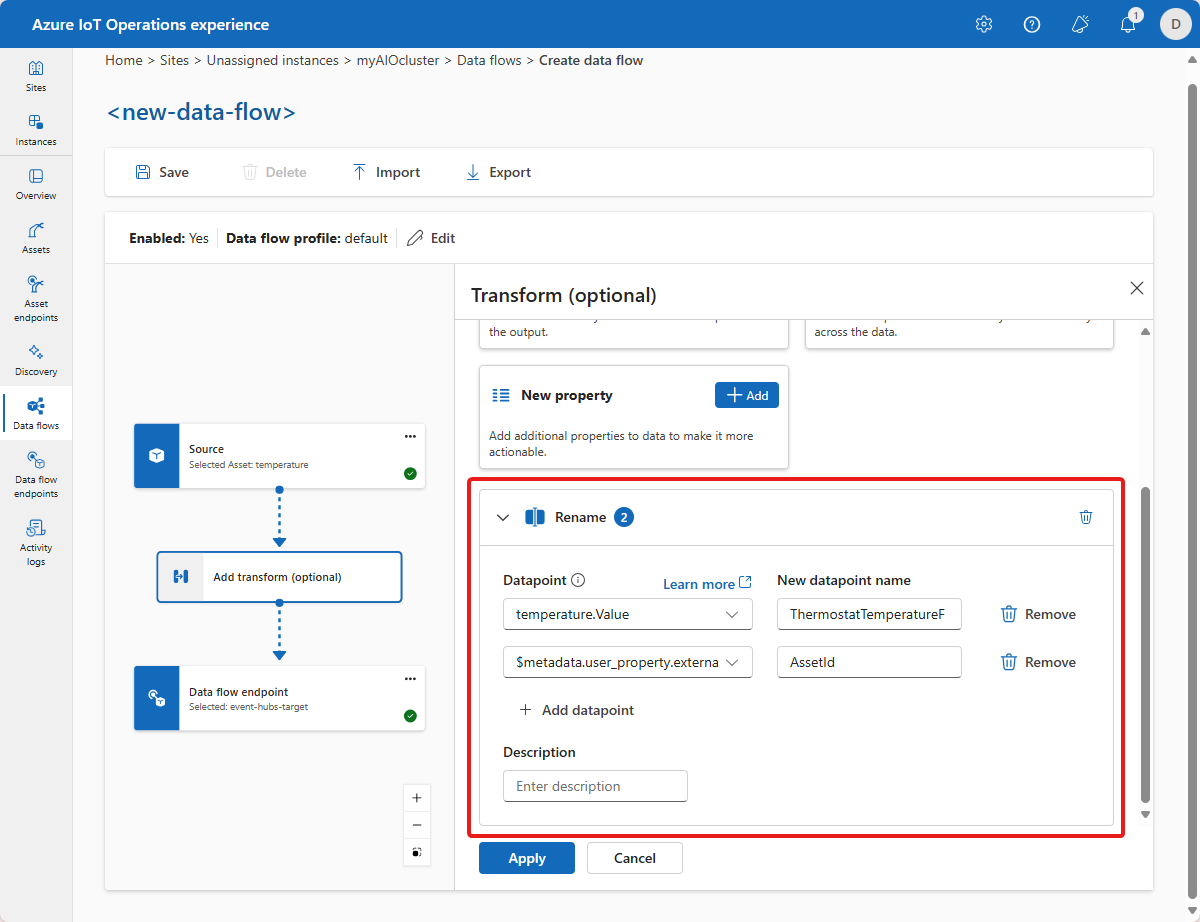 Azure IoT Operations experience
1
D
Sites
Instances
Overview
Assets
Asset
endpoints
Discovery
Data flows
Data flow
endpoints
Activity
logs
Home > Sites > Unassigned instances > myAIOcluster > Data flows > Create data flow
<new-data-flow>
Save
Delete
Import
Export
Enabled: Yes
Data flow profile: default
Edit
Source
Selected Asset: temperature
Add transform (optional)
Data flow endpoint
Selected: event-hubs-target
Transform (optional)
the output.
across the data.
New property
Add
Add additional properties to data to make it more
actionable.
Rename 2
Datapoint
Learn more
New datapoint name
temperature.Value
ThermostatTemperatureF
Remove
$metadata.user_property.externa
AssetId
Remove
Add datapoint
Description
Enter description
Apply
Cancel